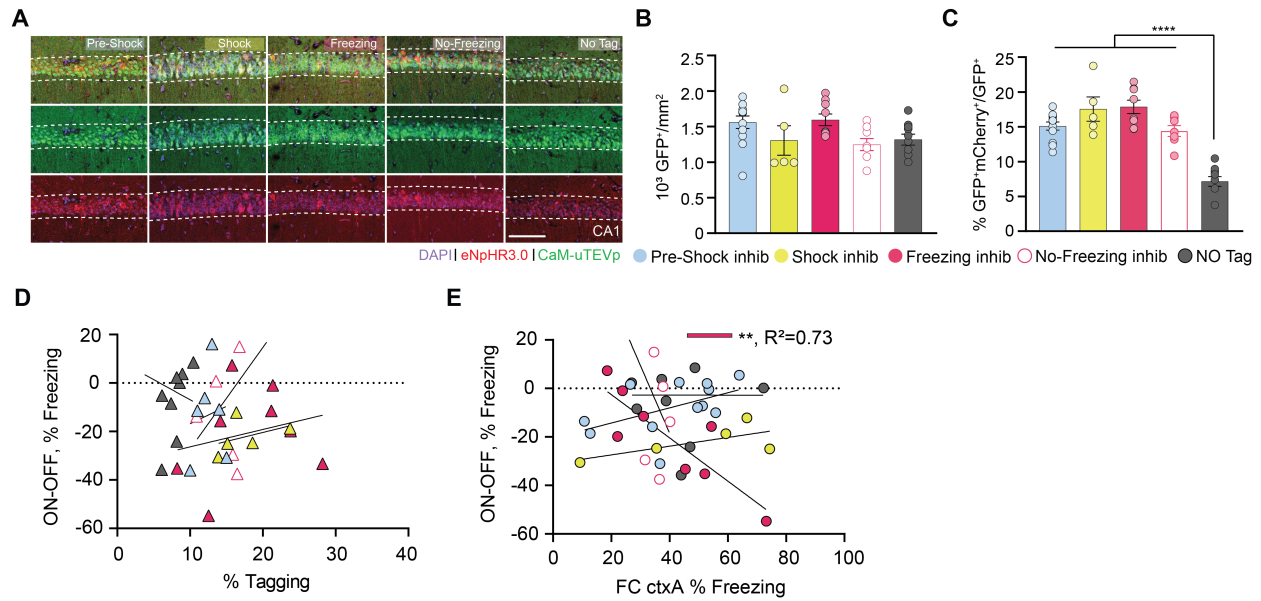 A
Pre-Shock
Shock
Freezing
No-Freezing
No Tag
CA1
DAPI | eNpHR3.0 | CaM-uTEVp
B
10³ GFP⁺/mm²
2.5
2.0
1.5
1.0
0.5
0
C
% GFP⁺mCherry⁺/GFP⁺
25
20
15
10
5
0
****
Pre-Shock inhib
Shock inhib
Freezing inhib
No-Freezing inhib
NO Tag
D
ON-OFF, % Freezing
20
0
-20
-40
-60
0 10 20 30 40
% Tagging
E
ON-OFF, % Freezing
20
0
-20
-40
-60
**, R²=0.73
0 20 40 60 80 100
FC ctxA % Freezing